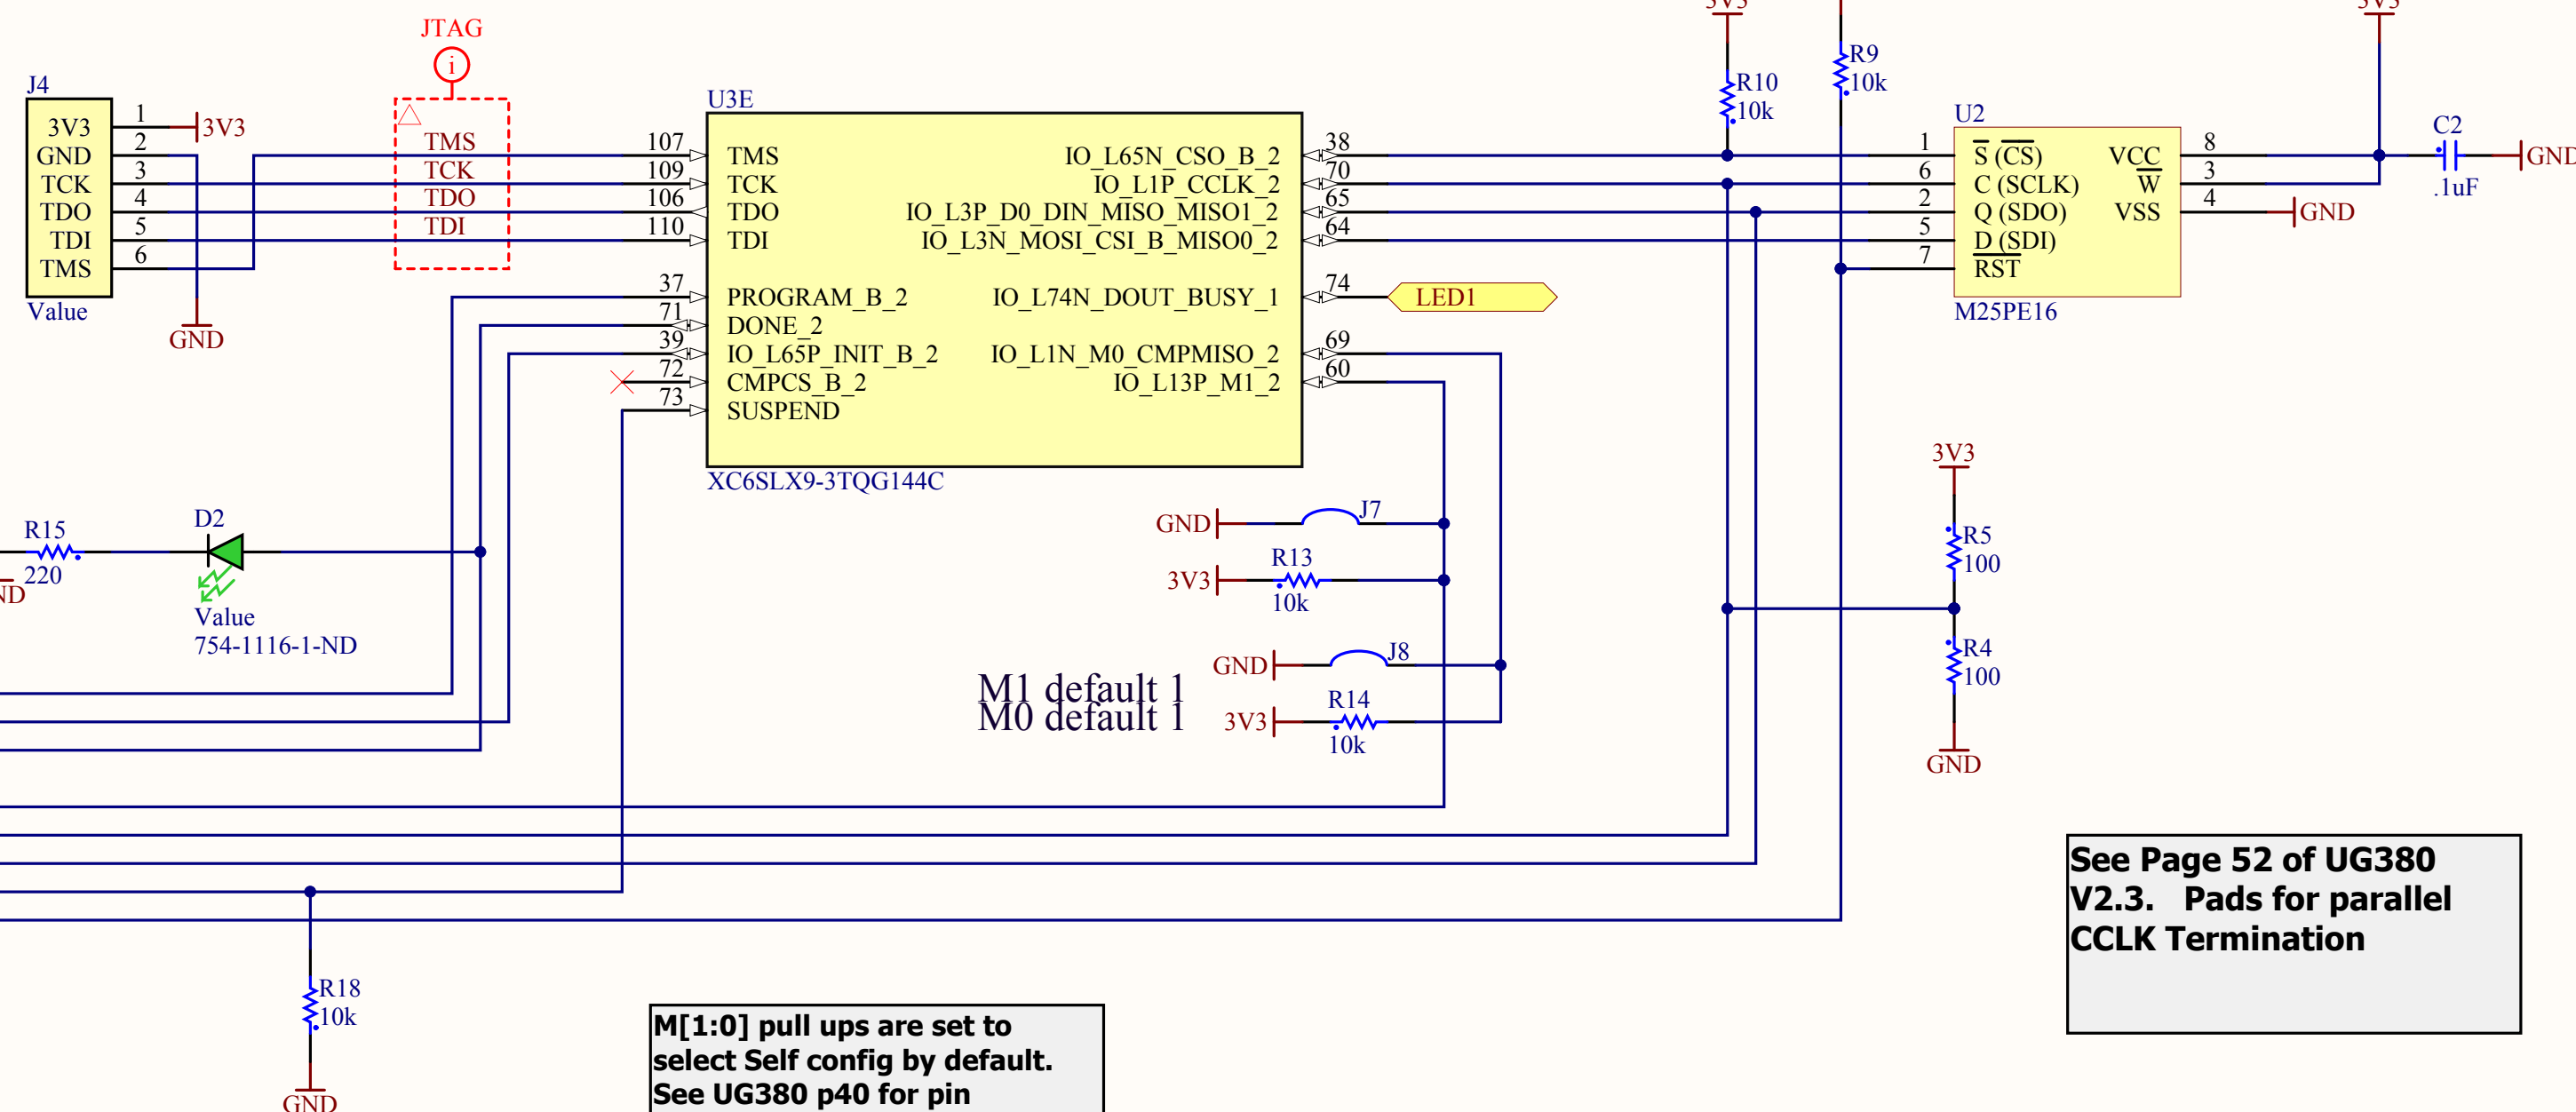 JTAG
J4
3V3
GND
TCK
TDO
TDI
TMS
1
2
3
4
5
6
3V3
GND
Value
TMS
TCK
TDO
TDI
U3E
107
109
106
110
37
71
39
72
73
TMS
TCK
TDO
TDI
PROGRAM_B_2
DONE_2
IO_L65P_INIT_B_2
CMPCS_B_2
SUSPEND
IO_L65N_CSO_B_2
IO_L1P_CCLK_2
IO_L3P_D0_DIN_MISO_MISO1_2
IO_L3N_MOSI_CSI_B_MISO0_2
IO_L74N_DOUT_BUSY_1
IO_L1N_M0_CMPMISO_2
IO_L13P_M1_2
38
70
65
64
74
69
60
XC6SLX9-3TQG144C
LED1
3V3
R10
10k
R9
10k
U2
1
6
2
5
7
S (CS)
C (SCLK)
Q (SDO)
D (SDI)
RST
VCC
W
VSS
8
3
4
M25PE16
3V3
C2
.1uF
GND
GND
R15
220
ND
D2
Value
754-1116-1-ND
GND
J7
3V3
R13
10k
GND
J8
3V3
R14
10k
M1 default 1
M0 default 1
3V3
R5
100
R4
100
GND
R18
10k
GND
See Page 52 of UG380
V2.3. Pads for parallel
CCLK Termination
M[1:0] pull ups are set to
select Self config by default.
See UG380 p40 for pin